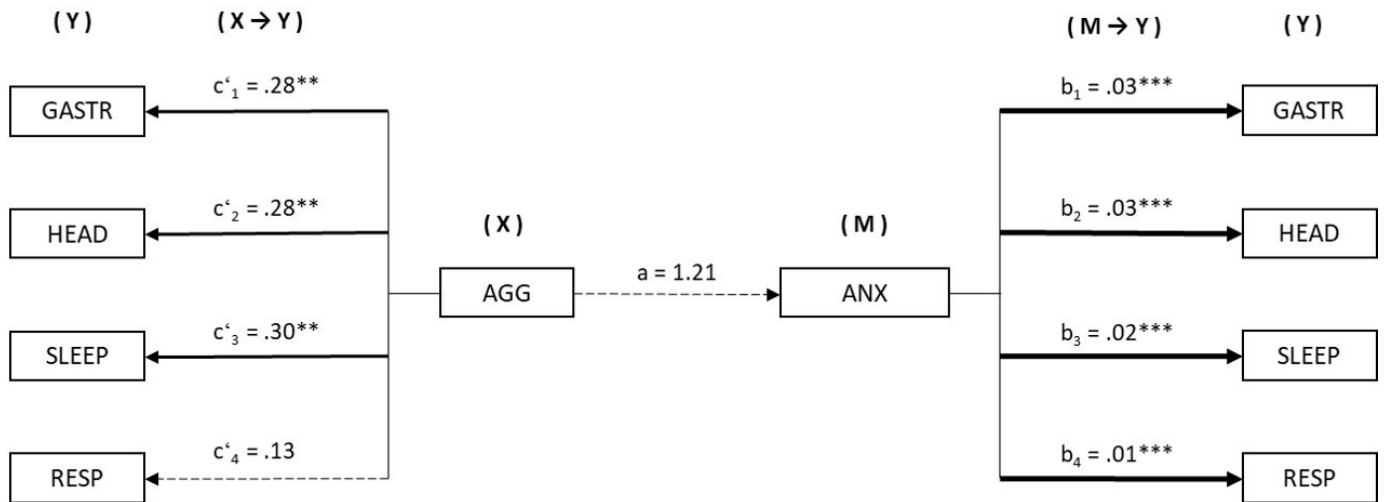 ( Y ) ( X → Y ) ( M → Y ) ( Y )
c‘1 = .28** b1 = .03***
GASTR GASTR
c‘2 = .28** b2 = .03***
HEAD ( X ) ( M ) HEAD
a = 1.21
AGG ANX
c‘3 = .30** b3 = .02***
SLEEP SLEEP
c‘4 = .13 b4 = .01***
RESP RESP